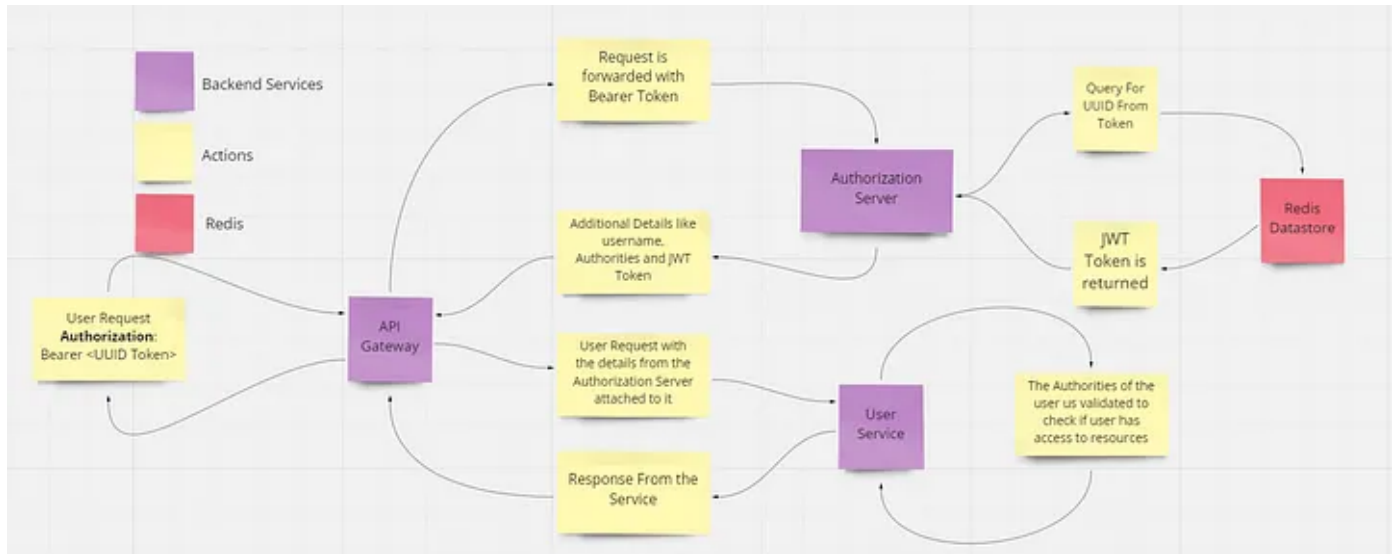 Backend Services
Actions
Redis
User Request
Authorization:
Bearer <UUID Token>
API
Gateway
Request is
forwarded with
Bearer Token
Additional Details like
username,
Authorities and JWT
Token
User Request with
the details from the
Authorization Server
attached to it
Response From the
Service
Authorization
Server
Query For
UUID From
Token
Redis
Datastore
JWT
Token is
returned
User
Service
The Authorities of the
user us validated to
check if user has
access to resources